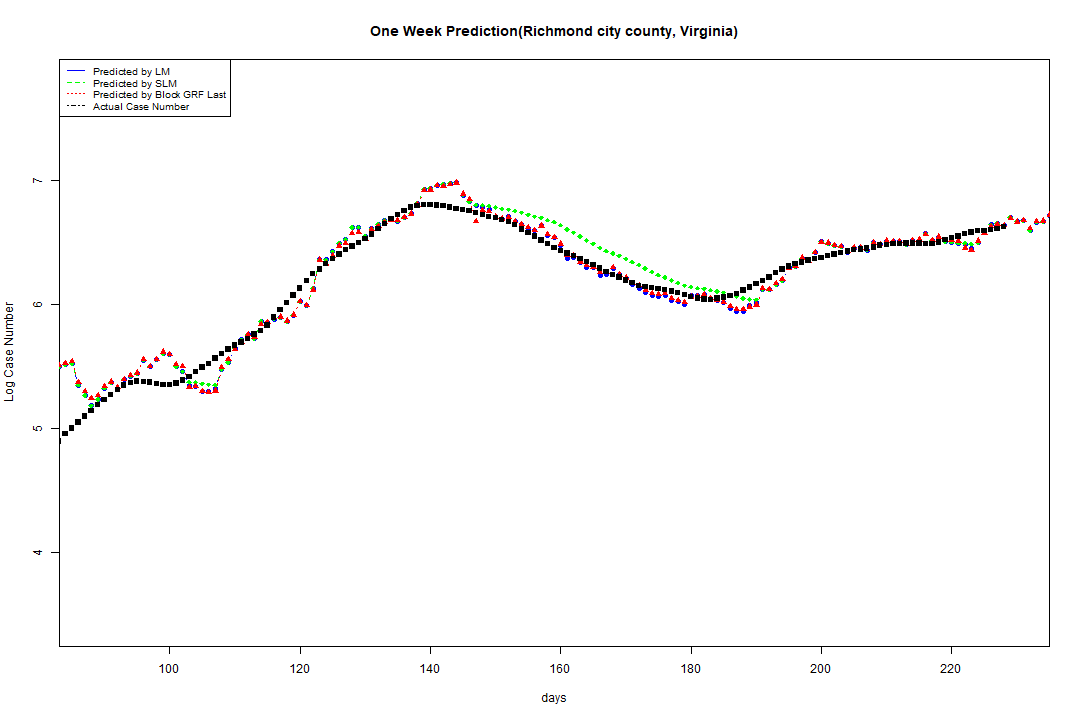 One Week Prediction(Richmond city county, Virginia)
Predicted by LM
Predicted by SLM
Predicted by Block GRF Last
Actual Case Number
7
6
5
4
Log Case Number
100 120 140 160 180 200 220
days